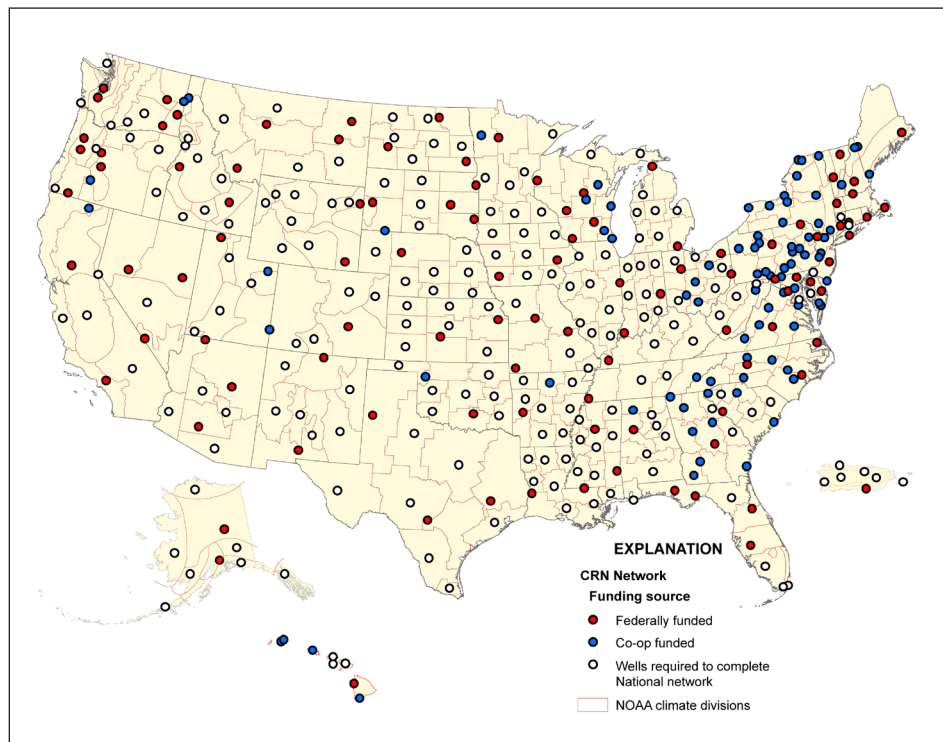 EXPLANATION
CRN Network
Funding source
Federally funded
Co-op funded
Wells required to complete
National network
NOAA climate divisions